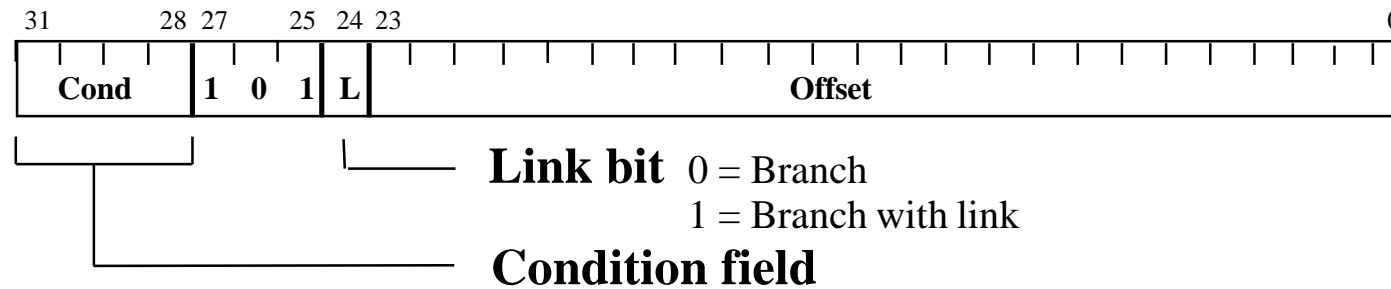 31 28 27 25 24 23
Cond 1 0 1 L Offset
Link bit 0 = Branch
1 = Branch with link
Condition field